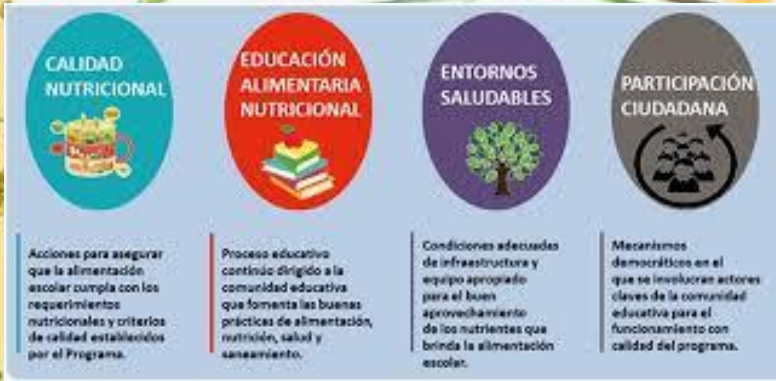 CALIDAD
NUTRICIONAL
Acciones para asegurar
que la alimentación
escolar cumpla con los
requerimientos
nutricionales y criterios
de calidad establecidos
por el Programa.
EDUCACIÓN
ALIMENTARIA
NUTRICIONAL
Proceso educativo
continúo dirigido a la
comunidad educativa
que fomenta las buenas
prácticas de alimentación,
nutrición, salud y
saneamiento.
ENTORNOS
SALUDABLES
Condiciones adecuadas
de infraestructura y
equipo apropiado
para el buen
aprovechamiento
de los nutrientes que
brinda la alimentación
escolar.
PARTICIPACIÓN
CIUDADANA
Mecanismos
democráticos en el
que se involucran actores
claves de la comunidad
educativa para el
funcionamiento con
calidad del programa.